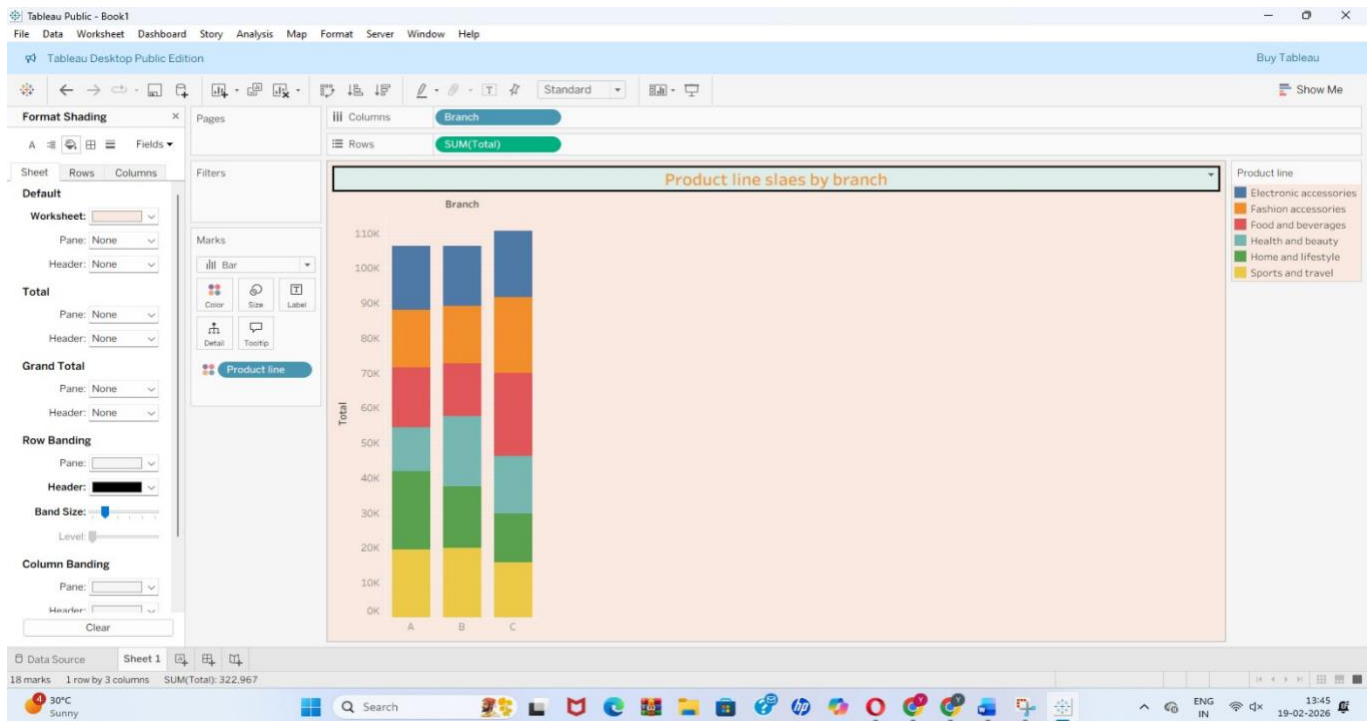 Tableau Public - Book1
File Data Worksheet Dashboard Story Analysis Map Format Server Window Help
Tableau Desktop Public Edition Buy Tableau
Standard Show Me
Format Shading
Fields
Sheet Rows Columns
Default
Worksheet:
Pane: None
Header: None
Total
Pane: None
Header: None
Grand Total
Pane: None
Header: None
Row Banding
Pane:
Header:
Band Size:
Level:
Column Banding
Pane:
Header:
Clear
Pages
Filters
Marks
Bar
Color Size Label
Detail Tooltip
Product line
Columns Branch
Rows SUM(Total)
Product line slaes by branch
Branch
110K
100K
90K
80K
70K
60K
50K
40K
30K
20K
10K
0K
Total
A B C
Product line
Electronic accessories
Fashion accessories
Food and beverages
Health and beauty
Home and lifestyle
Sports and travel
Data Source Sheet 1
18 marks 1 row by 3 columns SUM(Total): 322,967
4 30°C
Sunny
Search
ENG
IN
13:45
19-02-2026